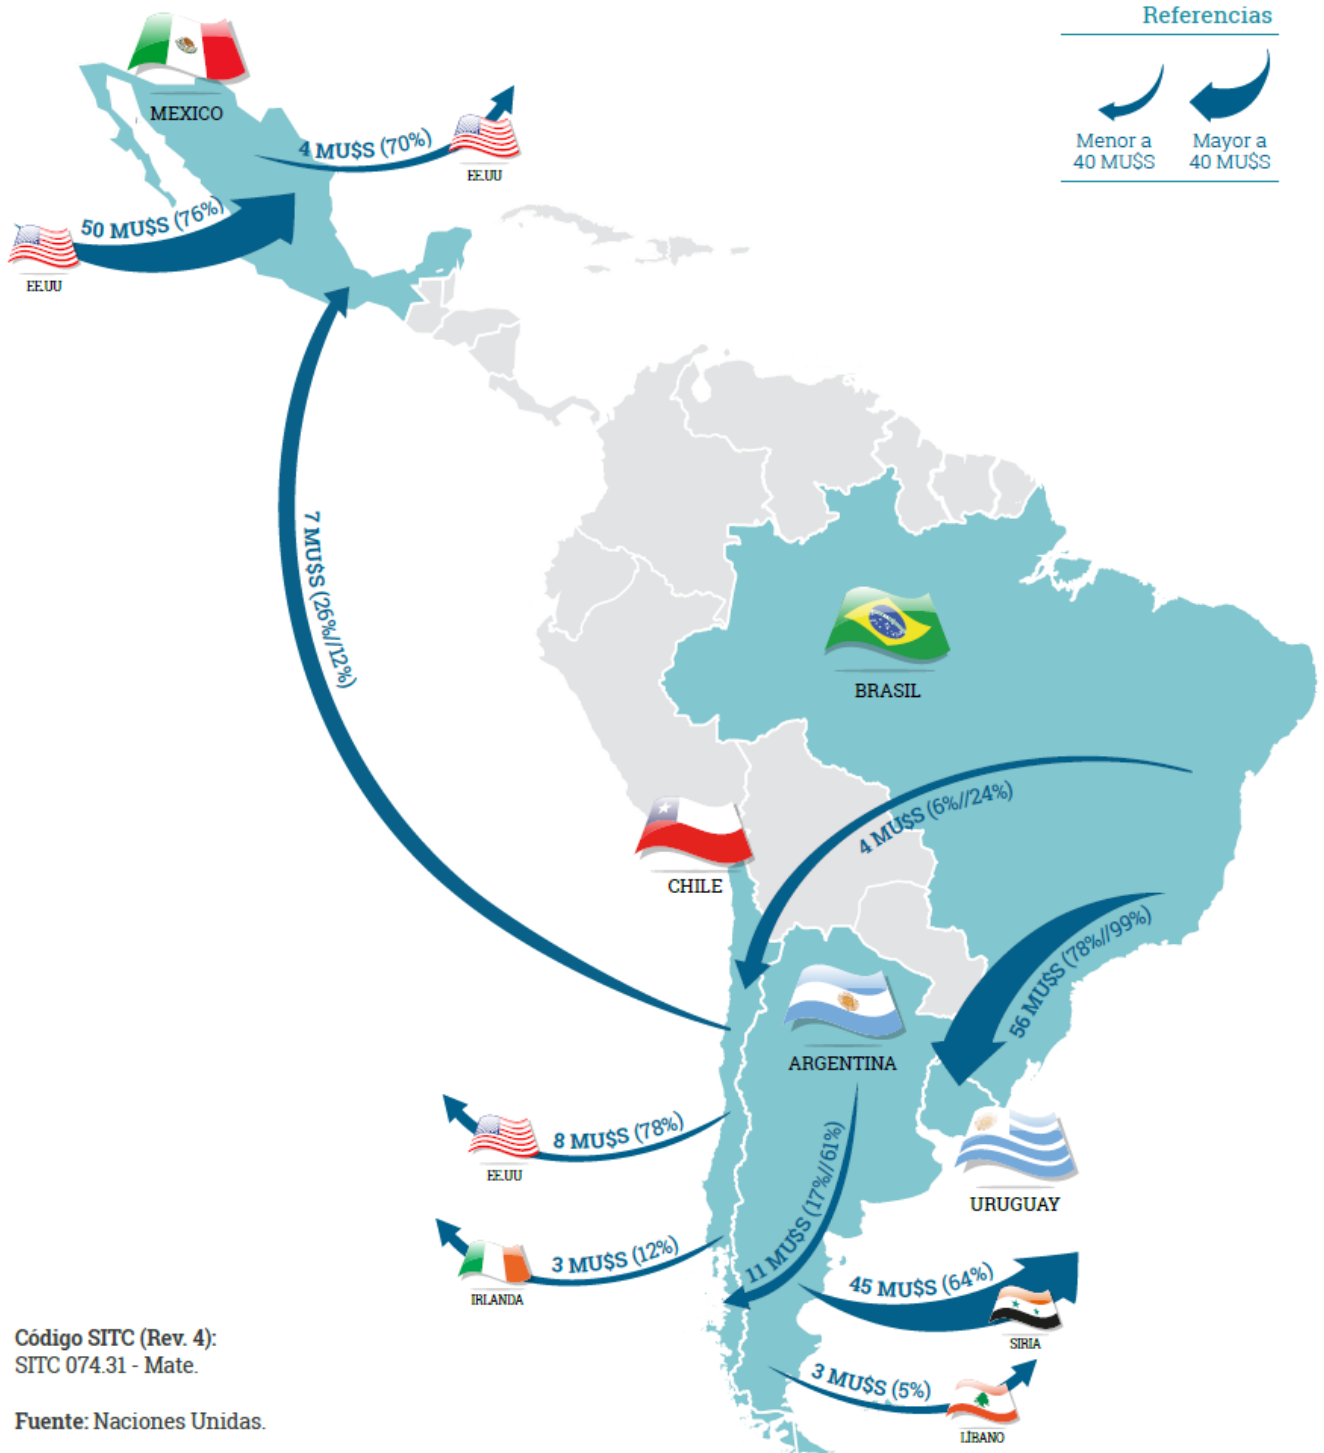 Referencias
Menor a
40 MU$S
Mayor a
40 MU$S
MEXICO
4 MU$S (70%)
EE.UU
50 MU$S (76%)
EE.UU
7 MU$S (26%//12%)
BRASIL
4 MU$S (6%//24%)
CHILE
56 MU$S (78%//99%)
ARGENTINA
8 MU$S (78%)
EE.UU
URUGUAY
11 MU$S (17%//61%)
3 MU$S (12%)
IRLANDA
45 MU$S (64%)
SIRIA
3 MU$S (5%)
LÍBANO
Código SITC (Rev. 4):
SITC 074.31 - Mate.
Fuente: Naciones Unidas.